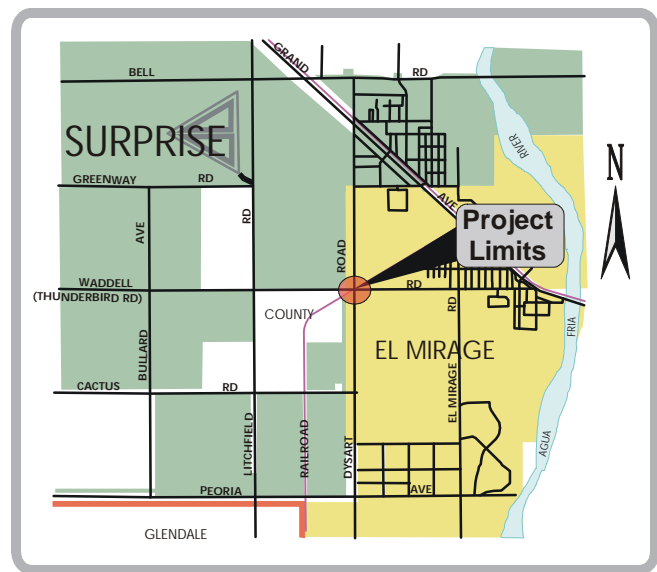 GRAND
BELL RD
SURPRISE
RIVER
N
GREENWAY RD
AVE
AVE
RD
Project
Limits
ROAD
WADDELL RD
(THUNDERBIRD RD)
COUNTY
RD
FRIA
BULLARD
EL MIRAGE
CACTUS RD
EL MIRAGE
LITCHFIELD
RAILROAD
DYSART
AGUA
PEORIA AVE
GLENDALE